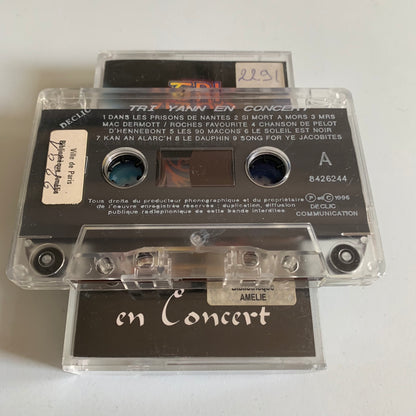 2291
TRI
DECLIC
TRI YANN EN CONCERT
1 DANS LES PRISONS DE NANTES 2 SI MORT A MORS 3 MRS
MAC DERMOTT / ROCHES FAVOURITE 4 CHANSON DE PELOT
D'HENNEBONT 5 LES 90 MACONS 6 LE SOLEIL EST NOIR
7 KAN AN ALARC'H 8 LE DAUPHIN 9 SONG FOR YE JACOBITES
Ville de Paris
A
8426244
Tous droits du producteur phonographique et du propriétaire
de l'oeuvre enregistrée réservés duplication, diffusion
publique radiophonique de cette bande interdites
℗ et © 1996
DECLIC
COMMUNICATION
Bibliothèque
AMELIE
en Concert